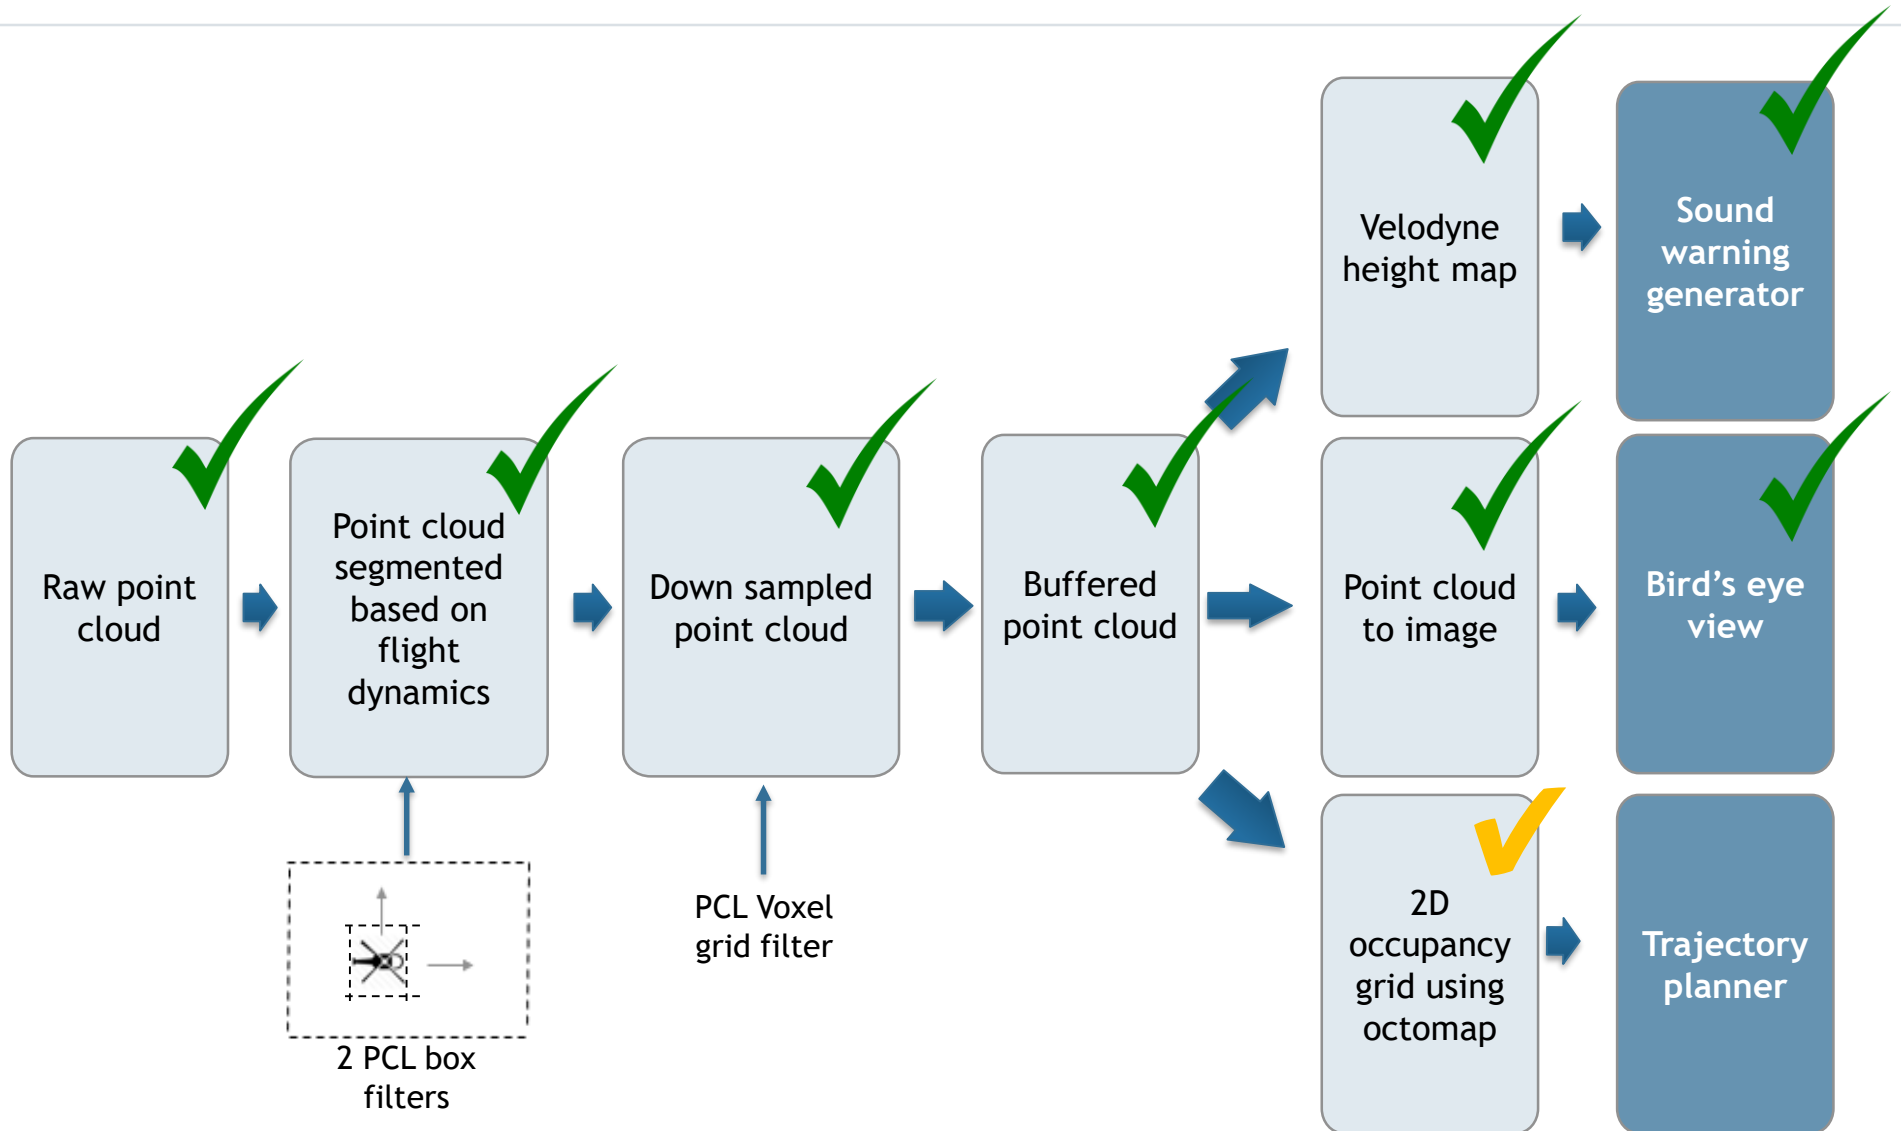 Velodyne
height map
Sound
warning
generator
Raw point
cloud
Point cloud
segmented
based on
flight
dynamics
Down sampled
point cloud
Buffered
point cloud
Point cloud
to image
Bird’s eye
view
2 PCL box
filters
PCL Voxel
grid filter
2D
occupancy
grid using
octomap
Trajectory
planner